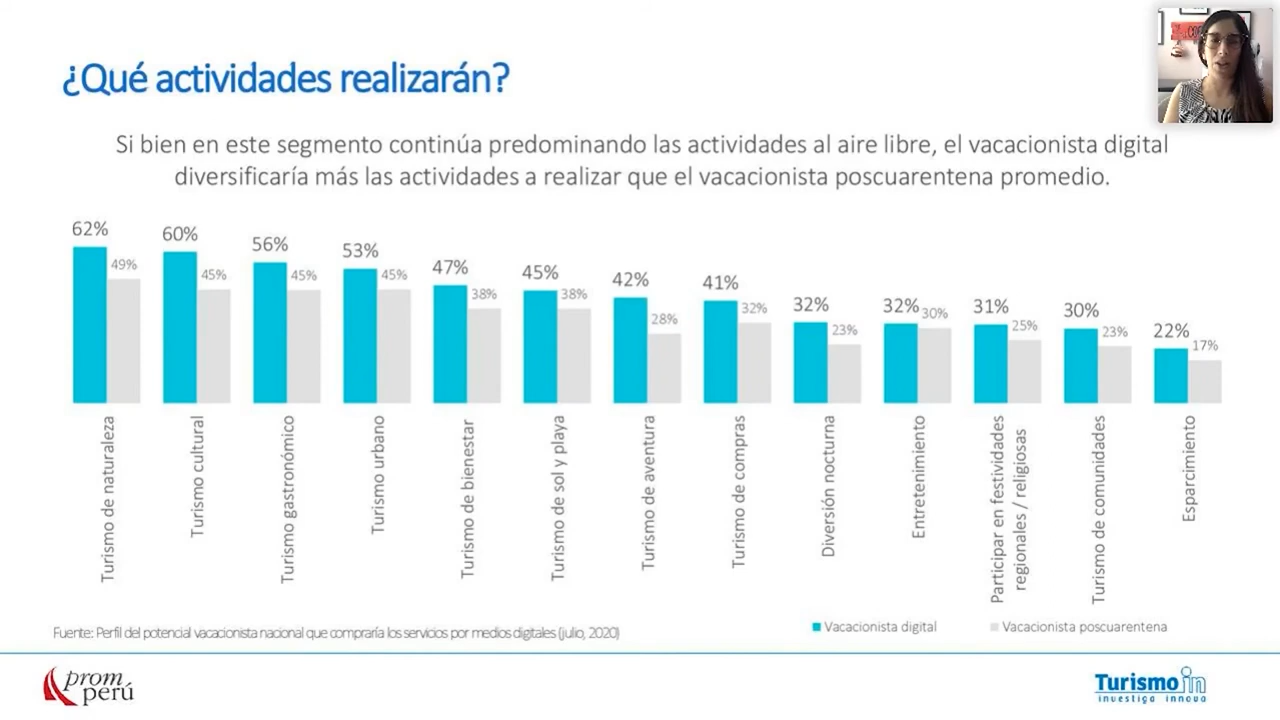 ¿Qué actividades realizarán?
Si bien en este segmento continúa predominando las actividades al aire libre, el vacacionista digital
diversificaría más las actividades a realizar que el vacacionista poscuarentena promedio.
62%
49%
60%
45%
56%
45%
53%
45%
47%
38%
45%
38%
42%
28%
41%
32%
32%
23%
32%
30%
31%
25%
30%
23%
22%
17%
Turismo de naturaleza
Turismo cultural
Turismo gastronómico
Turismo urbano
Turismo de bienestar
Turismo de sol y playa
Turismo de aventura
Turismo de compras
Diversión nocturna
Entretenimiento
Participar en festividades
regionales / religiosas
Turismo de comunidades
Esparcimiento
Vacacionista digital
Vacacionista poscuarentena
Fuente: Perfil del potencial vacacionista nacional que compraría los servicios por medios digitales (julio, 2020)
prom
perú
Turismo in
investiga innova